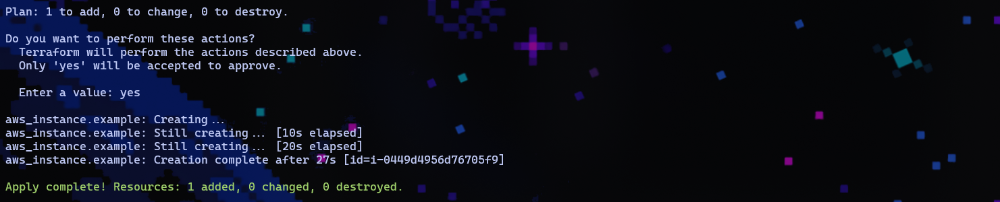 Plan: 1 to add, 0 to change, 0 to destroy.
Do you want to perform these actions?
Terraform will perform the actions described above.
Only 'yes' will be accepted to approve.
Enter a value: yes
aws_instance.example: Creating...
aws_instance.example: Still creating... [10s elapsed]
aws_instance.example: Still creating... [20s elapsed]
aws_instance.example: Creation complete after 27s [id=i-0449d4956d76705f9]
Apply complete! Resources: 1 added, 0 changed, 0 destroyed.